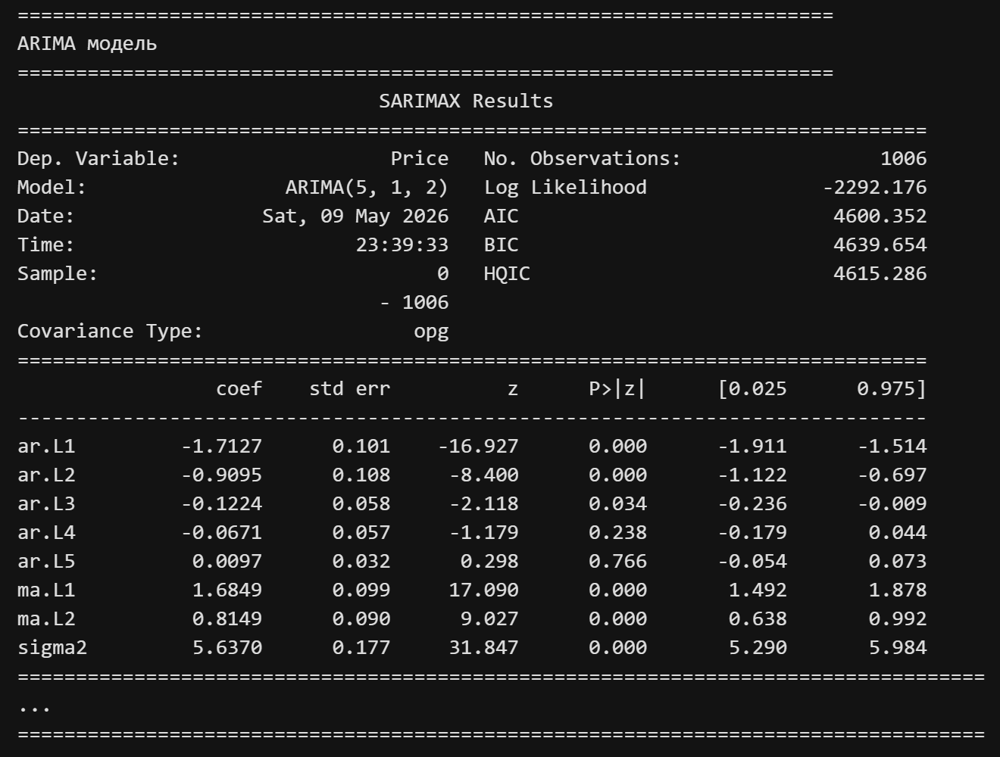 ======================================================================
ARIMA модель
======================================================================
                               SARIMAX Results
==============================================================================
Dep. Variable:                  Price   No. Observations:                 1006
Model:                 ARIMA(5, 1, 2)   Log Likelihood               -2292.176
Date:                Sat, 09 May 2026   AIC                           4600.352
Time:                        23:39:33   BIC                           4639.654
Sample:                             0   HQIC                          4615.286
                               - 1006
Covariance Type:                  opg
==============================================================================
                 coef    std err          z      P>|z|      [0.025      0.975]
------------------------------------------------------------------------------
ar.L1         -1.7127      0.101    -16.927      0.000      -1.911      -1.514
ar.L2         -0.9095      0.108     -8.400      0.000      -1.122      -0.697
ar.L3         -0.1224      0.058     -2.118      0.034      -0.236      -0.009
ar.L4         -0.0671      0.057     -1.179      0.238      -0.179       0.044
ar.L5          0.0097      0.032      0.298      0.766      -0.054       0.073
ma.L1          1.6849      0.099     17.090      0.000       1.492       1.878
ma.L2          0.8149      0.090      9.027      0.000       0.638       0.992
sigma2         5.6370      0.177     31.847      0.000       5.290       5.984
===================================================================================
...
===================================================================================